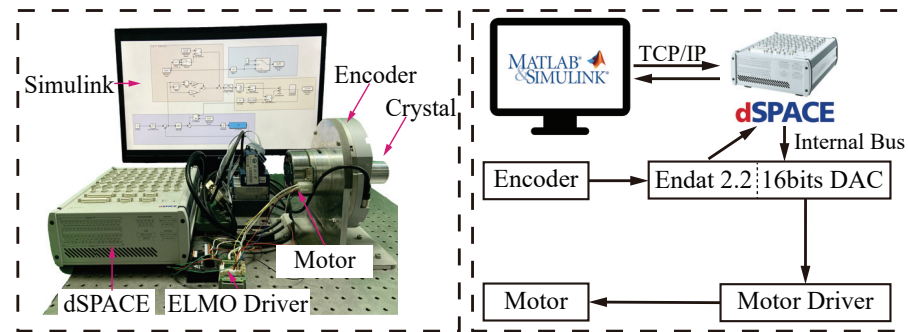 Simulink
Encoder
Crystal
dSPACE
Motor
dSPACE
ELMO Driver
MATLAB®
&SIMULINK®
TCP/IP
dSPACE
Internal Bus
Encoder
Endat 2.2
16bits DAC
Motor
Motor Driver